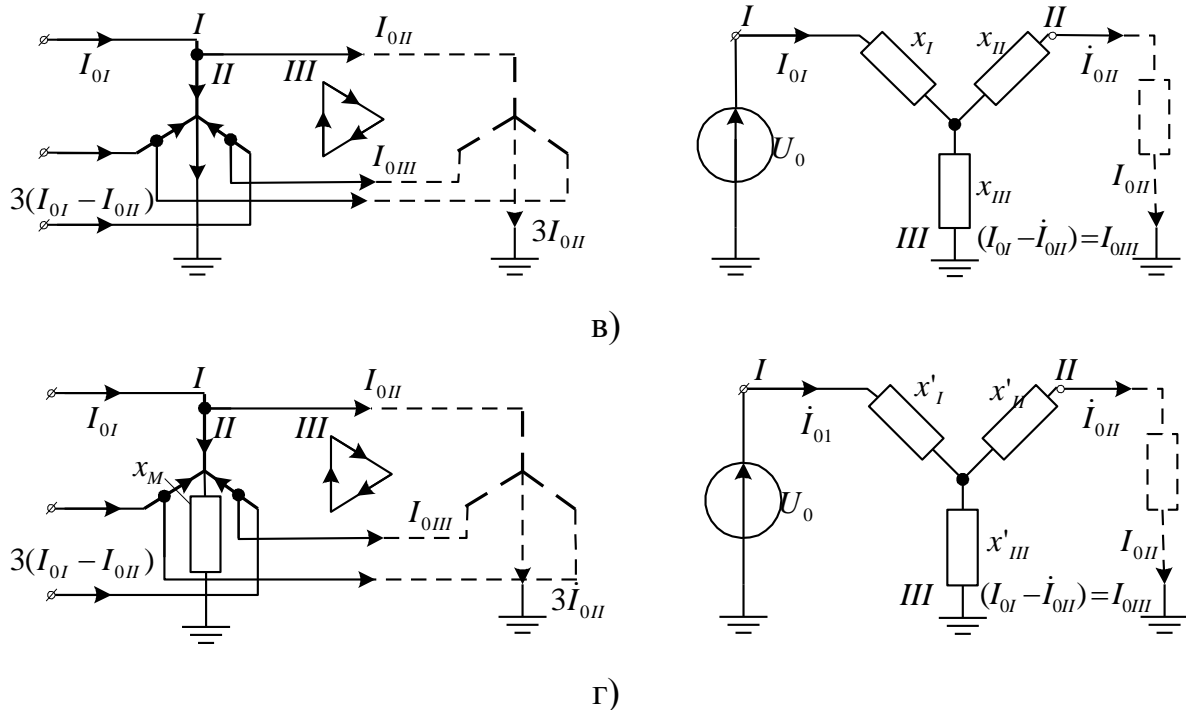 I
I₀II
I₀I
II
III
I₀III
3(I₀I − I₀II)
3I₀II
I
I₀I
xI
xII
II
İ₀II
U₀
xIII
I₀II
III
(I₀I − İ₀II) = I₀III
в)
I
I₀II
I₀I
II
III
xM
I₀III
3(I₀I − I₀II)
3İ₀II
I
İ₀1
x'I
x'II
II
İ₀II
U₀
x'III
I₀II
III
(I₀I − İ₀II) = I₀III
г)